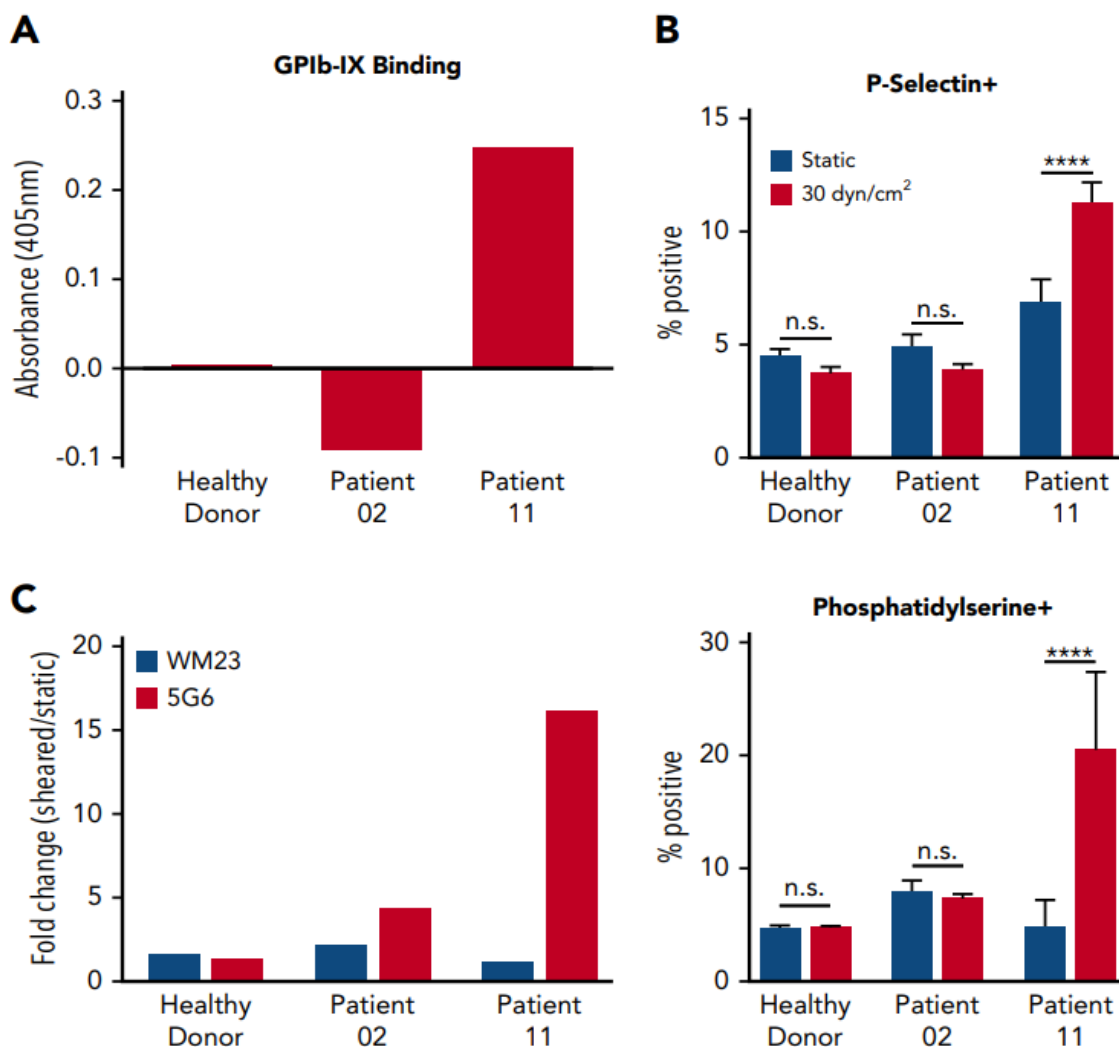 A
GPIb-IX Binding
Absorbance (405nm)
0.3
0.2
0.1
0.0
-0.1
Healthy Donor
Patient 02
Patient 11
B
P-Selectin+
% positive
15
10
5
0
Static
30 dyn/cm²
n.s.
n.s.
****
Healthy Donor
Patient 02
Patient 11
C
Fold change (sheared/static)
20
15
10
5
0
WM23
5G6
Healthy Donor
Patient 02
Patient 11
Phosphatidylserine+
% positive
30
20
10
0
n.s.
n.s.
****
Healthy Donor
Patient 02
Patient 11